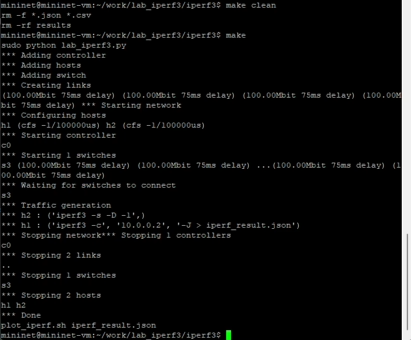 mininet@mininet-vm:~/work/lab_iperf3/iperf3$ make clean
rm -f *.json *.csv
rm -rf results
mininet@mininet-vm:~/work/lab_iperf3/iperf3$ make
sudo python lab_iperf3.py
*** Adding controller
*** Adding hosts
*** Adding switch
*** Creating links
(100.00Mbit 75ms delay) (100.00Mbit 75ms delay) (100.00Mbit 75ms delay) (100.00M
bit 75ms delay) *** Starting network
*** Configuring hosts
h1 (cfs -1/100000us) h2 (cfs -1/100000us)
*** Starting controller
c0
*** Starting 1 switches
s3 (100.00Mbit 75ms delay) (100.00Mbit 75ms delay) ...(100.00Mbit 75ms delay) (1
00.00Mbit 75ms delay)
*** Waiting for switches to connect
s3
*** Traffic generation
*** h2 : ('iperf3 -s -D -1',)
*** h1 : ('iperf3 -c', '10.0.0.2', '-J > iperf_result.json')
*** Stopping network*** Stopping 1 controllers
c0
*** Stopping 2 links
..
*** Stopping 1 switches
s3
*** Stopping 2 hosts
h1 h2
*** Done
plot_iperf.sh iperf_result.json
mininet@mininet-vm:~/work/lab_iperf3/iperf3$